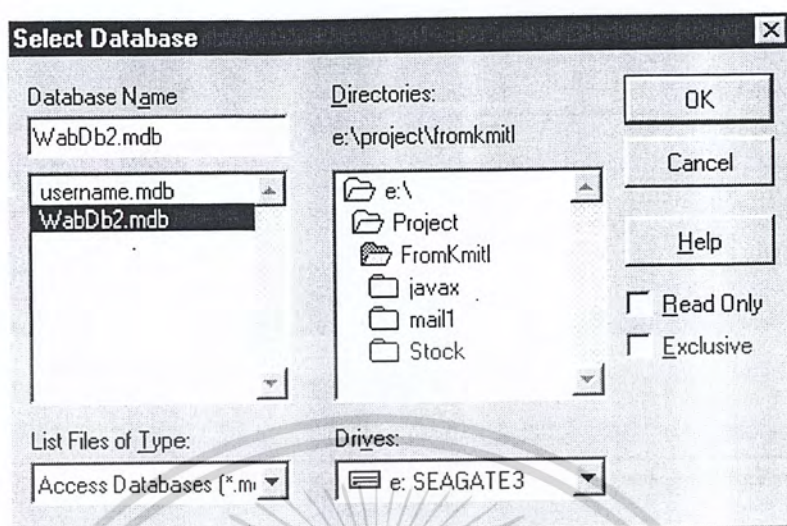 Select Database
Database Name
WabDb2.mdb
username.mdb
WabDb2.mdb
List Files of Type:
Access Databases (*.m
Directories:
e:\project\fromkmitl
e:\
Project
FromKmitl
javax
mail1
Stock
Drives:
e: SEAGATE3
OK
Cancel
Help
Read Only
Exclusive